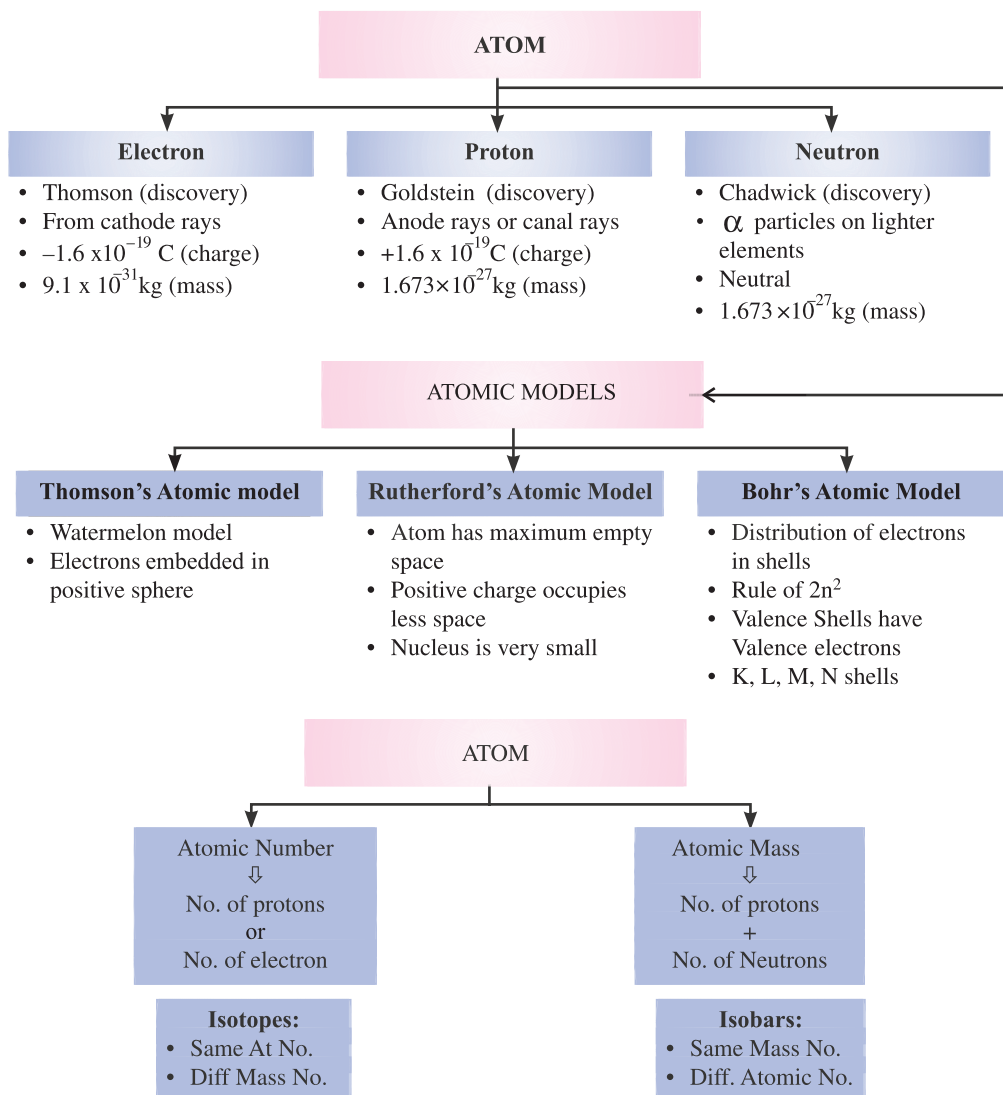 ATOM
Electron
• Thomson (discovery)
• From cathode rays
• –1.6 x10⁻¹⁹ C (charge)
• 9.1 x 10⁻³¹kg (mass)
Proton
• Goldstein (discovery)
• Anode rays or canal rays
• +1.6 x 10⁻¹⁹C (charge)
• 1.673×10⁻²⁷kg (mass)
Neutron
• Chadwick (discovery)
• α particles on lighter
elements
• Neutral
• 1.673×10⁻²⁷kg (mass)
ATOMIC MODELS
Thomson’s Atomic model
• Watermelon model
• Electrons embedded in
positive sphere
Rutherford’s Atomic Model
• Atom has maximum empty
space
• Positive charge occupies
less space
• Nucleus is very small
Bohr’s Atomic Model
• Distribution of electrons
in shells
• Rule of 2n²
• Valence Shells have
Valence electrons
• K, L, M, N shells
ATOM
Atomic Number
⇩
No. of protons
or
No. of electron
Isotopes:
• Same At No.
• Diff Mass No.
Atomic Mass
⇩
No. of protons
+
No. of Neutrons
Isobars:
• Same Mass No.
• Diff. Atomic No.